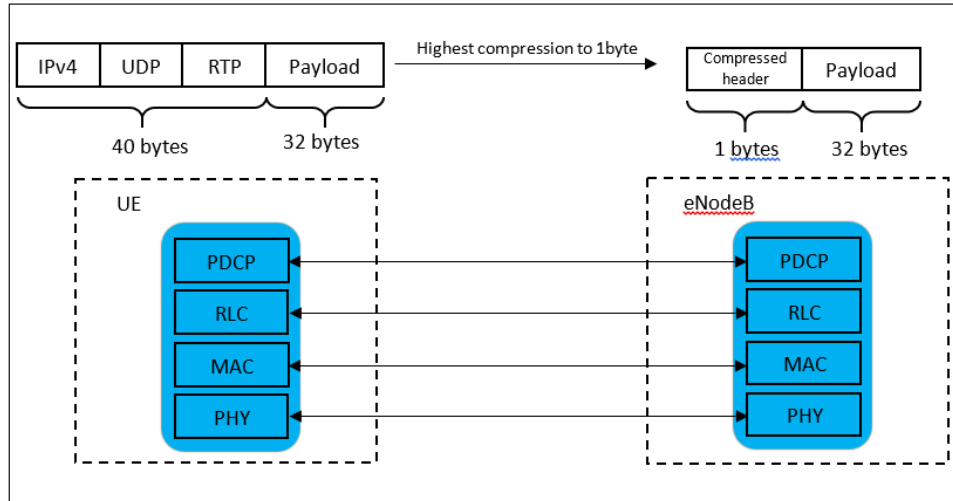 IPv4 UDP RTP Payload
Highest compression to 1byte
Compressed
header
Payload
40 bytes
32 bytes
1 bytes
32 bytes
UE
eNodeB
PDCP
PDCP
RLC
RLC
MAC
MAC
PHY
PHY